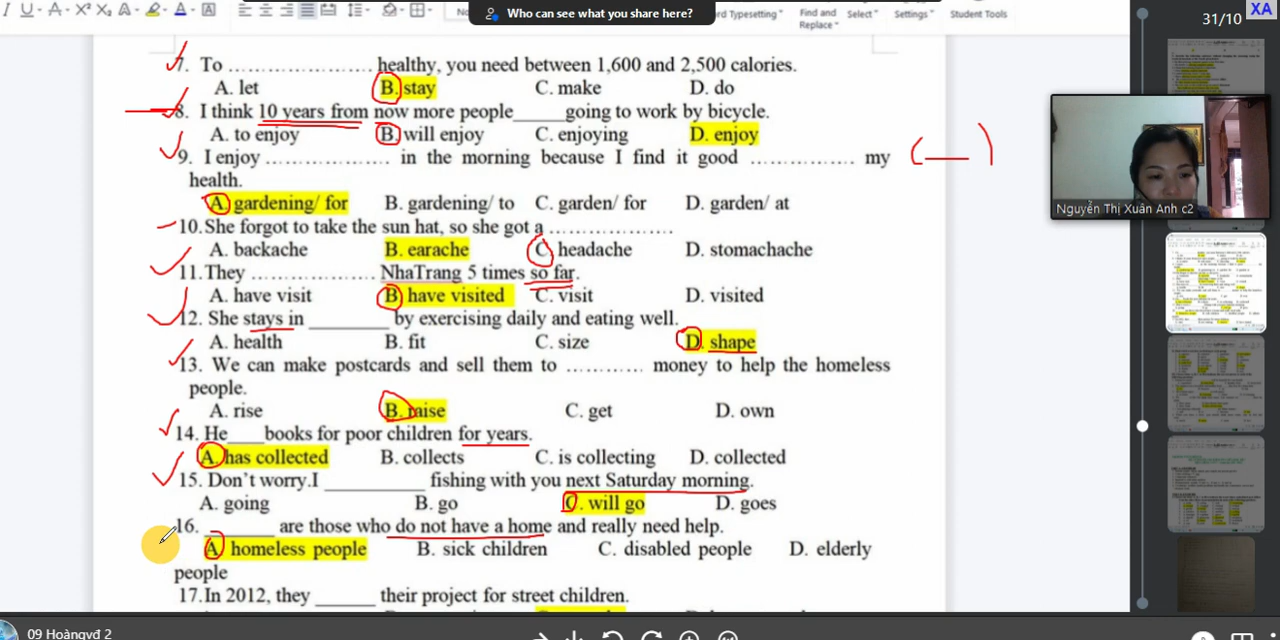 Who can see what you share here?
Typesetting
Find and
Replace
Select
Settings
Student Tools
31/10
XA
7. To ........................ healthy, you need between 1,600 and 2,500 calories.
A. let B. stay C. make D. do
8. I think 10 years from now more people_____going to work by bicycle.
A. to enjoy B. will enjoy C. enjoying D. enjoy
9. I enjoy ..................... in the morning because I find it good .................. my (___)
health.
A. gardening/ for B. gardening/ to C. garden/ for D. garden/ at
10. She forgot to take the sun hat, so she got a .....................
A. backache B. earache C. headache D. stomachache
11. They ..................... NhaTrang 5 times so far.
A. have visit B. have visited C. visit D. visited
12. She stays in ________ by exercising daily and eating well.
A. health B. fit C. size D. shape
13. We can make postcards and sell them to ............ money to help the homeless
people.
A. rise B. raise C. get D. own
14. He____books for poor children for years.
A. has collected B. collects C. is collecting D. collected
15. Don't worry.I __________ fishing with you next Saturday morning.
A. going B. go C. will go D. goes
16. _______ are those who do not have a home and really need help.
A homeless people B. sick children C. disabled people D. elderly
people
17. In 2012, they ______ their project for street children.
Nguyễn Thị Xuân Anh c2
09 Hoàngvđ 2